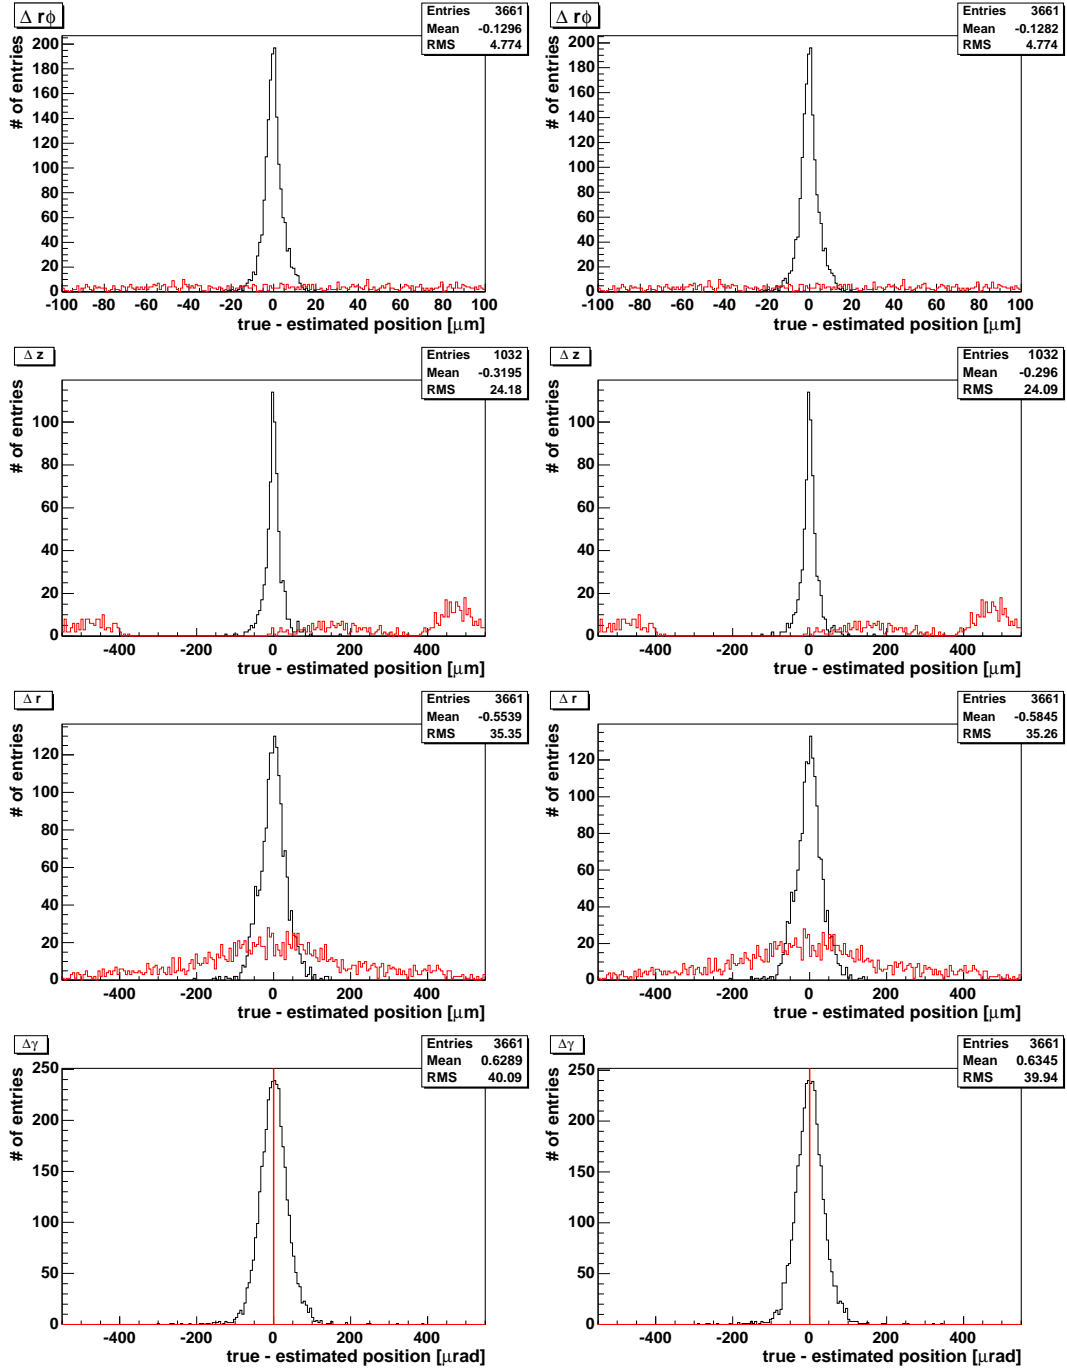 Δ rϕ
Entries 3661
Mean -0.1296
RMS 4.774
# of entries
200
180
160
140
120
100
80
60
40
20
0
-100 -80 -60 -40 -20 0 20 40 60 80 100
true - estimated position [μm]
Δ rϕ
Entries 3661
Mean -0.1282
RMS 4.774
# of entries
200
180
160
140
120
100
80
60
40
20
0
-100 -80 -60 -40 -20 0 20 40 60 80 100
true - estimated position [μm]
Δ z
Entries 1032
Mean -0.3195
RMS 24.18
# of entries
100
80
60
40
20
0
-400 -200 0 200 400
true - estimated position [μm]
Δ z
Entries 1032
Mean -0.296
RMS 24.09
# of entries
100
80
60
40
20
0
-400 -200 0 200 400
true - estimated position [μm]
Δ r
Entries 3661
Mean -0.5539
RMS 35.35
# of entries
120
100
80
60
40
20
0
-400 -200 0 200 400
true - estimated position [μm]
Δ r
Entries 3661
Mean -0.5845
RMS 35.26
# of entries
120
100
80
60
40
20
0
-400 -200 0 200 400
true - estimated position [μm]
Δγ
Entries 3661
Mean 0.6289
RMS 40.09
# of entries
250
200
150
100
50
0
-400 -200 0 200 400
true - estimated position [μrad]
Δγ
Entries 3661
Mean 0.6345
RMS 39.94
# of entries
250
200
150
100
50
0
-400 -200 0 200 400
true - estimated position [μrad]